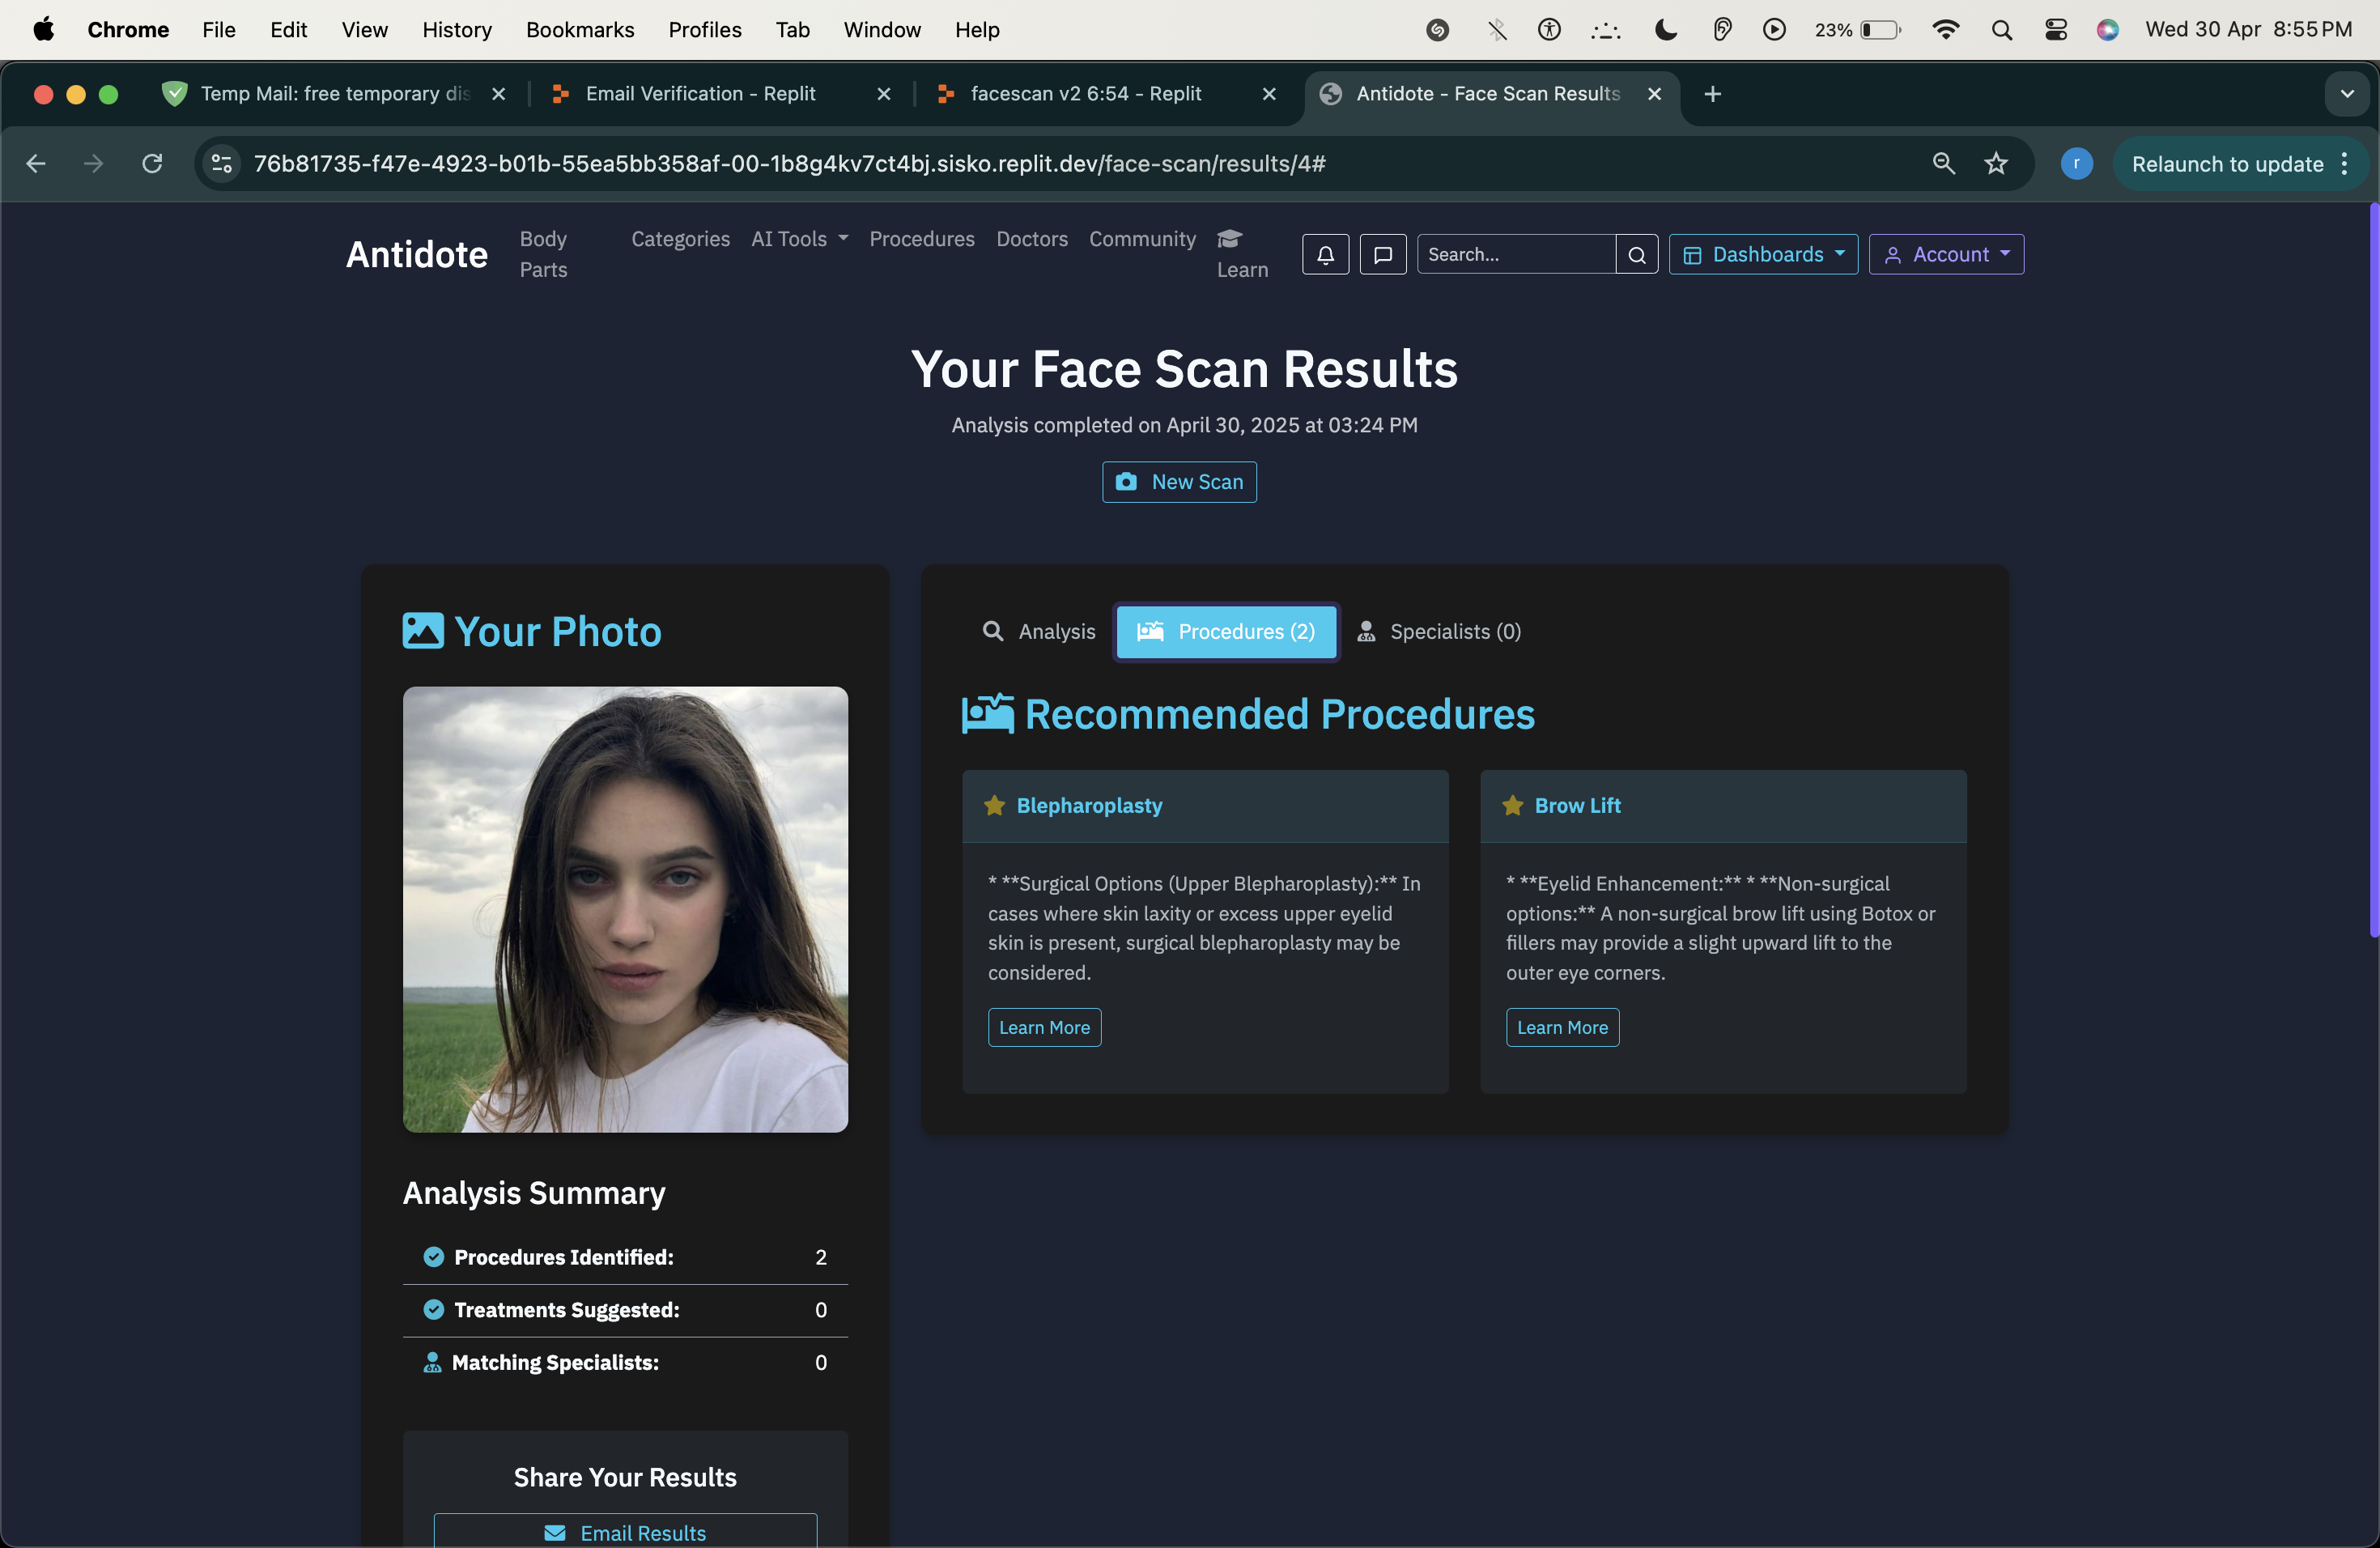 Chrome File Edit View History Bookmarks Profiles Tab Window Help 23% Wed 30 Apr 8:55 PM
Temp Mail: free temporary dis
Email Verification - Replit
facescan v2 6:54 - Replit
Antidote - Face Scan Results
76b81735-f47e-4923-b01b-55ea5bb358af-00-1b8g4kv7ct4bj.sisko.replit.dev/face-scan/results/4#
r
Relaunch to update
Antidote
Body
Parts
Categories
AI Tools
Procedures
Doctors
Community
Learn
Search...
Dashboards
Account
Your Face Scan Results
Analysis completed on April 30, 2025 at 03:24 PM
New Scan
Your Photo
Analysis Summary
Procedures Identified: 2
Treatments Suggested: 0
Matching Specialists: 0
Share Your Results
Email Results
Analysis
Procedures (2)
Specialists (0)
Recommended Procedures
Blepharoplasty
* **Surgical Options (Upper Blepharoplasty):** In
cases where skin laxity or excess upper eyelid
skin is present, surgical blepharoplasty may be
considered.
Learn More
Brow Lift
* **Eyelid Enhancement:** * **Non-surgical
options:** A non-surgical brow lift using Botox or
fillers may provide a slight upward lift to the
outer eye corners.
Learn More